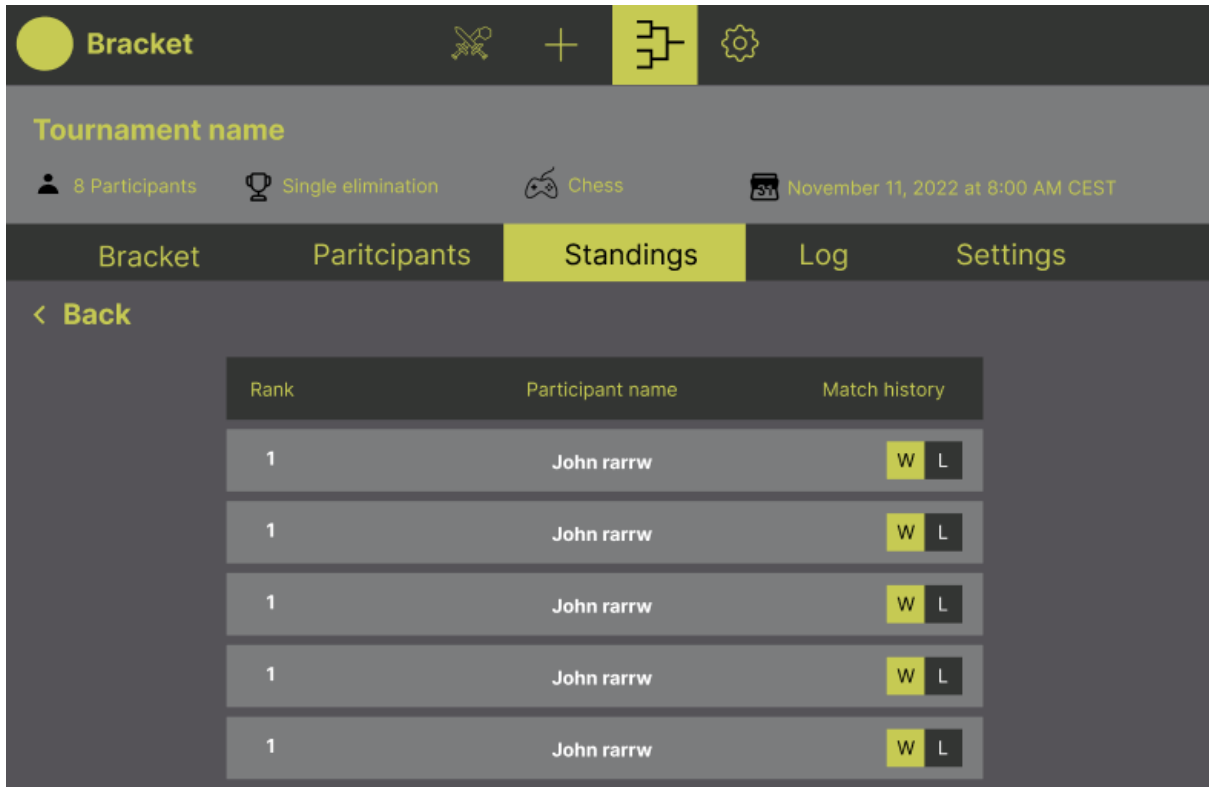 Bracket
Tournament name
8 Participants Single elimination Chess 31 November 11, 2022 at 8:00 AM CEST
Bracket Paritcipants Standings Log Settings
< Back
Rank Participant name Match history
1 John rarrw W L
1 John rarrw W L
1 John rarrw W L
1 John rarrw W L
1 John rarrw W L